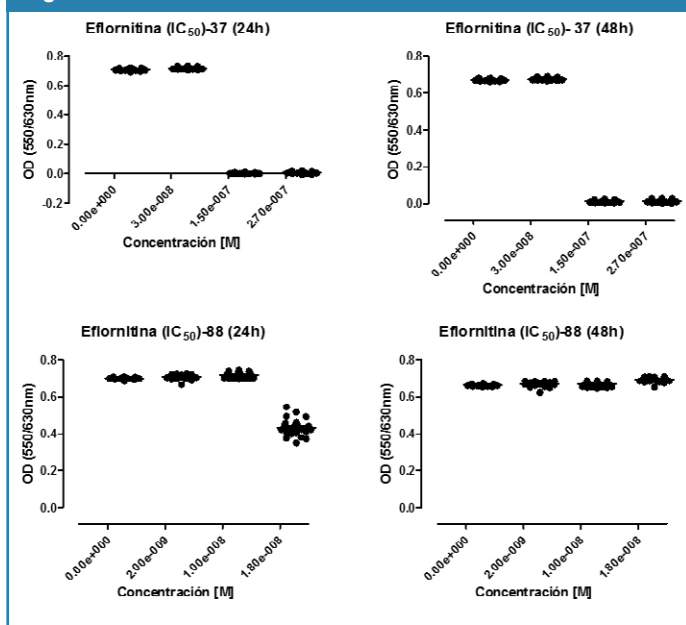 Eflornitina (IC50)-37 (24h)
OD (550/630nm)
0.8
0.6
0.4
0.2
0.0
-0.2
0.00e+000
3.00e-008
1.50e-007
2.70e-007
Concentración [M]
Eflornitina (IC50)- 37 (48h)
OD (550/630nm)
0.8
0.6
0.4
0.2
0.0
0.00e+000
3.00e-008
1.50e-007
2.70e-007
Concentración [M]
Eflornitina (IC50)-88 (24h)
OD (550/630nm)
0.8
0.6
0.4
0.2
0.0
0.00e+000
2.00e-009
1.00e-008
1.80e-008
Concentración [M]
Eflornitina (IC50)-88 (48h)
OD (550/630nm)
0.8
0.6
0.4
0.2
0.0
0.00e+000
2.00e-009
1.00e-008
1.80e-008
Concentración [M]